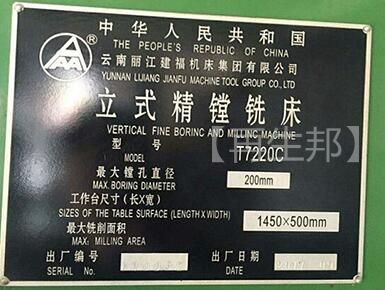 中华人民共和国
THE PEOPLE'S REPUBLIC OF CHINA
云南丽江建福机床集团有限公司
YUNNAN LIJIANG JIANFU MACHINE TOOL GROUP CO., LTD
立式精镗铣床
VERTICAL FINE BORINC AND MILLINC MACHINE
型号 T7220C
MODEL
最大镗孔直径 200mm
MAX. BORING DIAMETER
工作台尺寸(长X宽)
SIZES OF THE TABLE SURFACE (LENGTH X WIDTH) 1450×500mm
最大铣削面积
MAX: MILLING AREA
出厂编号 出厂日期
SERIAL No. DATE
【再生邦】